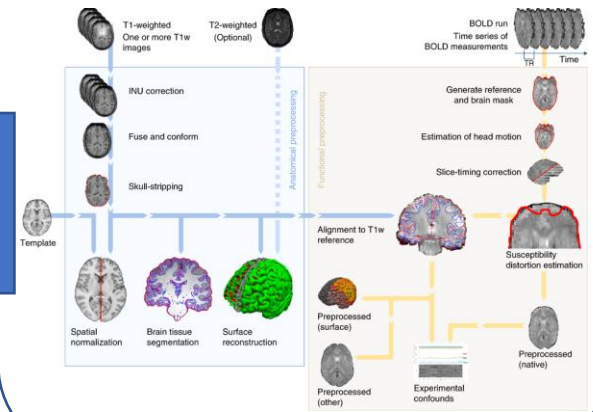 T1-weighted
One or more T1w
images
T2-weighted
(Optional)
BOLD run
Time series of
BOLD measurements
TR
Time
INU correction
Fuse and conform
Skull-stripping
Anatomical preprocessing
Functional preprocessing
Generate reference
and brain mask
Estimation of head motion
Slice-timing correction
Template
Alignment to T1w
reference
Susceptibility
distortion estimation
Spatial
normalization
Brain tissue
segmentation
Surface
reconstruction
Preprocessed
(surface)
Preprocessed
(other)
Experimental
confounds
Preprocessed
(native)